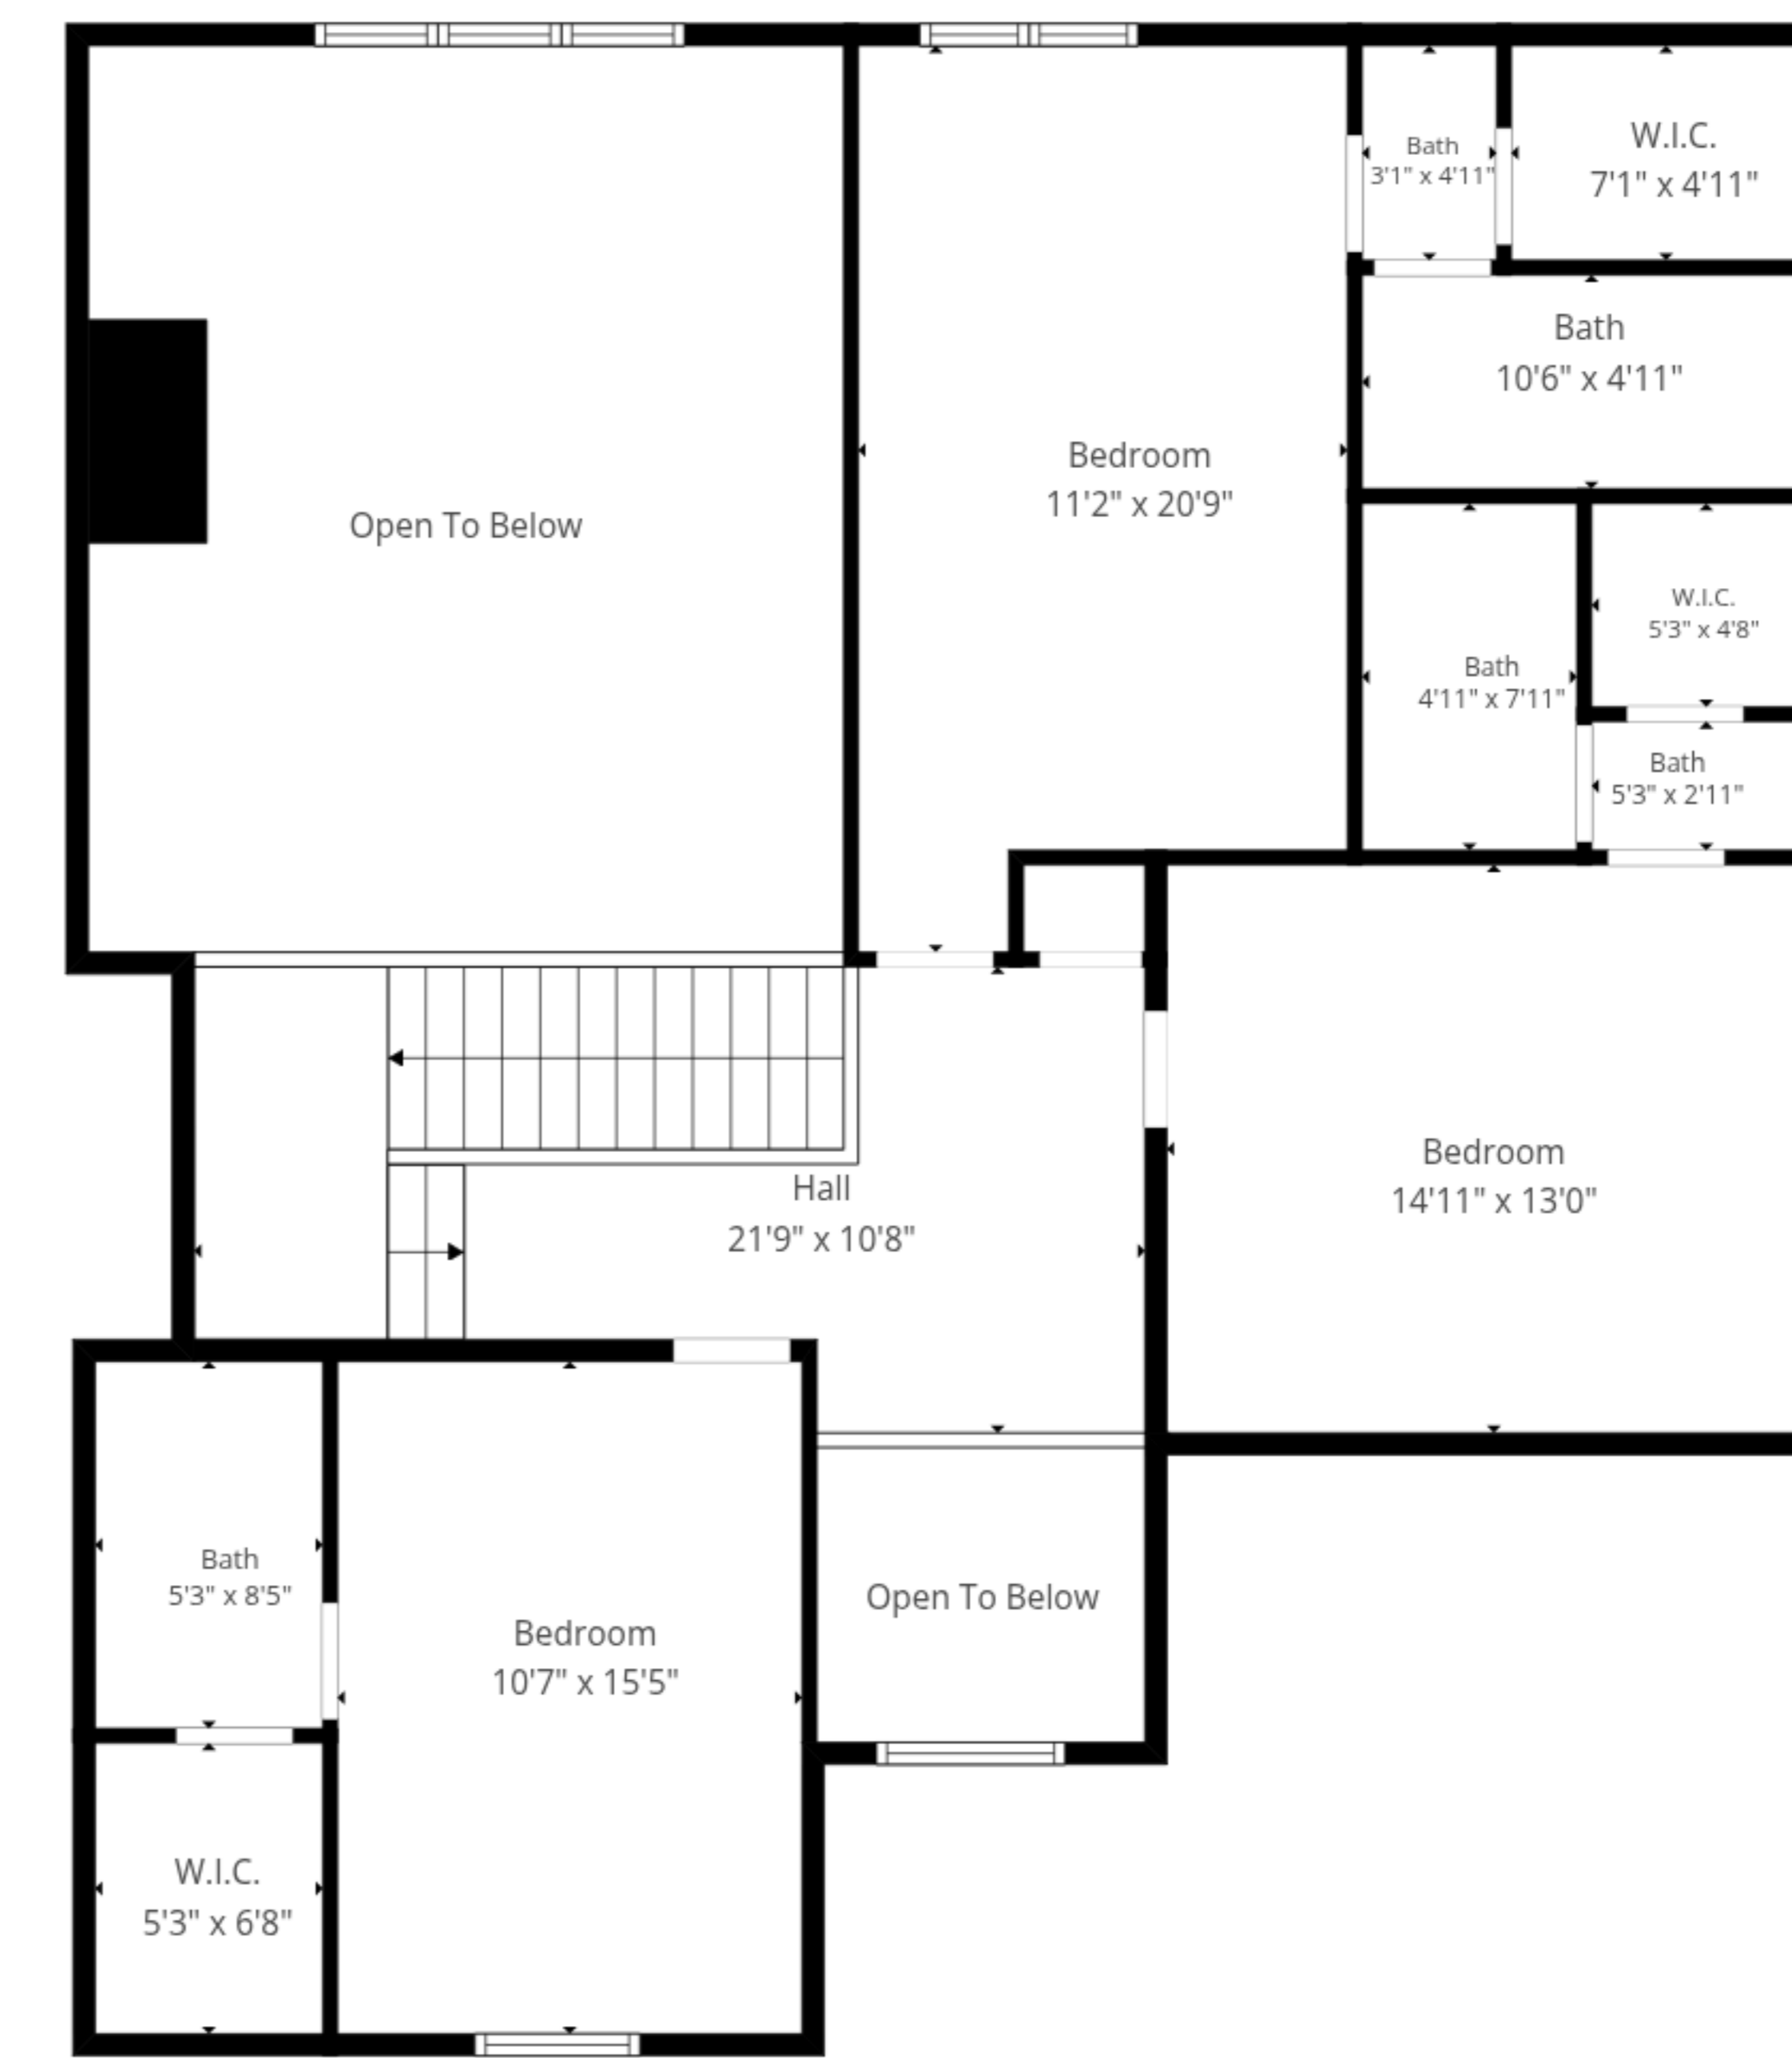 Bath
3'1" x 4'11"
W.I.C.
7'1" x 4'11"
Bath
10'6" x 4'11"
Bedroom
11'2" x 20'9"
Open To Below
W.I.C.
5'3" x 4'8"
Bath
4'11" x 7'11"
Bath
5'3" x 2'11"
Bedroom
14'11" x 13'0"
Hall
21'9" x 10'8"
Bath
5'3" x 8'5"
Open To Below
Bedroom
10'7" x 15'5"
W.I.C.
5'3" x 6'8"